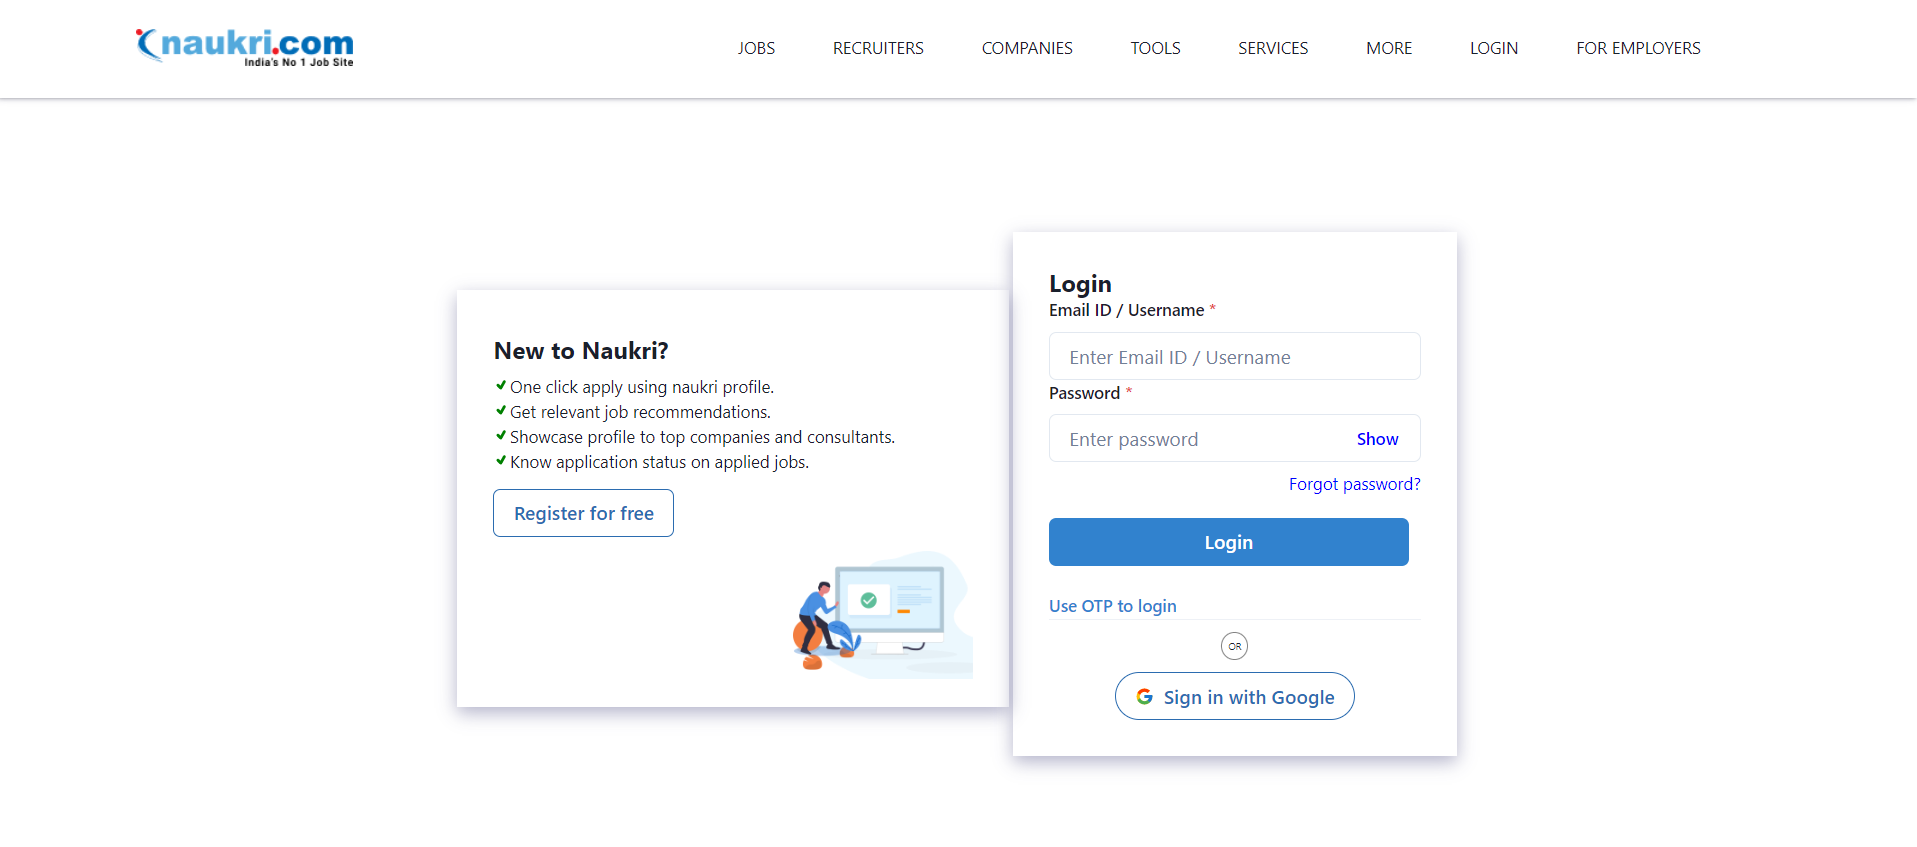 naukri.com
India's No 1 Job Site
JOBS RECRUITERS COMPANIES TOOLS SERVICES MORE LOGIN FOR EMPLOYERS
New to Naukri?
One click apply using naukri profile.
Get relevant job recommendations.
Showcase profile to top companies and consultants.
Know application status on applied jobs.
Register for free
Login
Email ID / Username *
Enter Email ID / Username
Password *
Enter password Show
Forgot password?
Login
Use OTP to login
OR
Sign in with Google